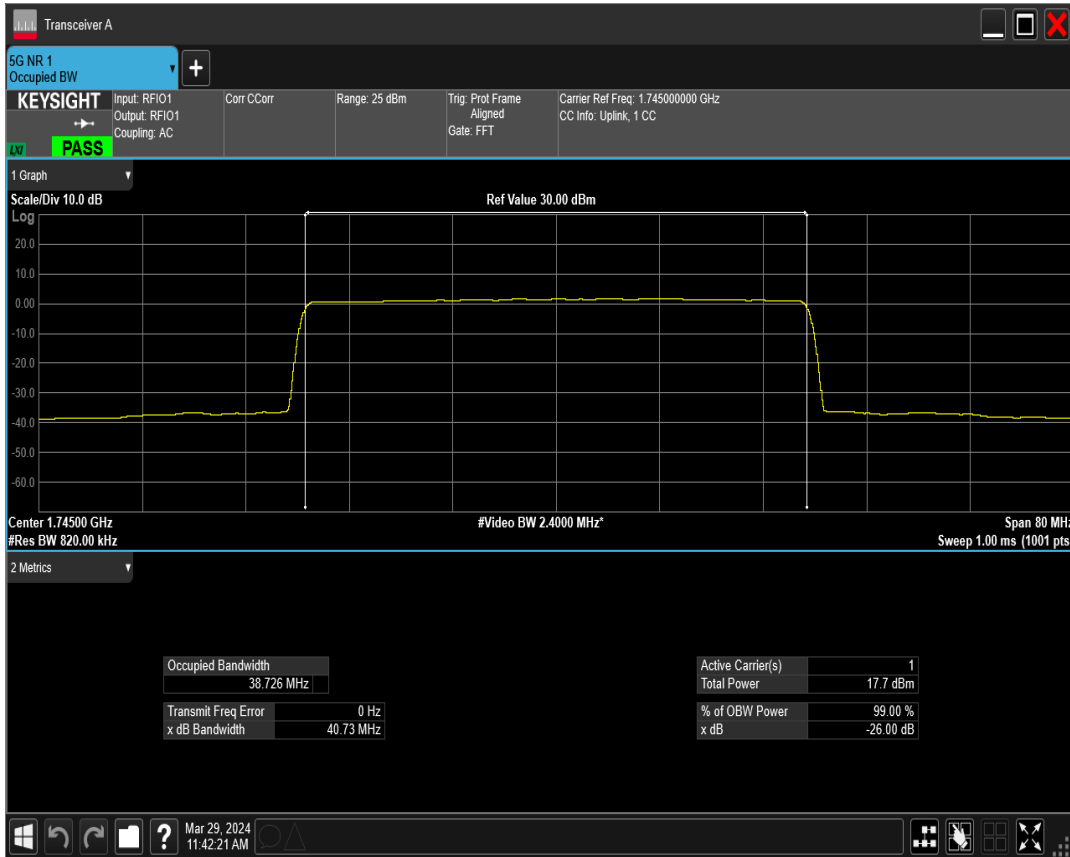 Transceiver A
5G NR 1
Occupied BW
KEYSIGHT
LXI
PASS
Input: RFIO1
Output: RFIO1
Coupling: AC
Corr CCorr
Range: 25 dBm
Trig: Prot Frame
Aligned
Gate: FFT
Carrier Ref Freq: 1.745000000 GHz
CC Info: Uplink, 1 CC
1 Graph
Scale/Div 10.0 dB
Ref Value 30.00 dBm
Log
20.0
10.0
0.00
-10.0
-20.0
-30.0
-40.0
-50.0
-60.0
Center 1.74500 GHz
#Video BW 2.4000 MHz*
Span 80 MHz
#Res BW 820.00 kHz
Sweep 1.00 ms (1001 pts
2 Metrics
Occupied Bandwidth
38.726 MHz
Transmit Freq Error 0 Hz
x dB Bandwidth 40.73 MHz
Active Carrier(s) 1
Total Power 17.7 dBm
% of OBW Power 99.00 %
x dB -26.00 dB
?
Mar 29, 2024
11:42:21 AM